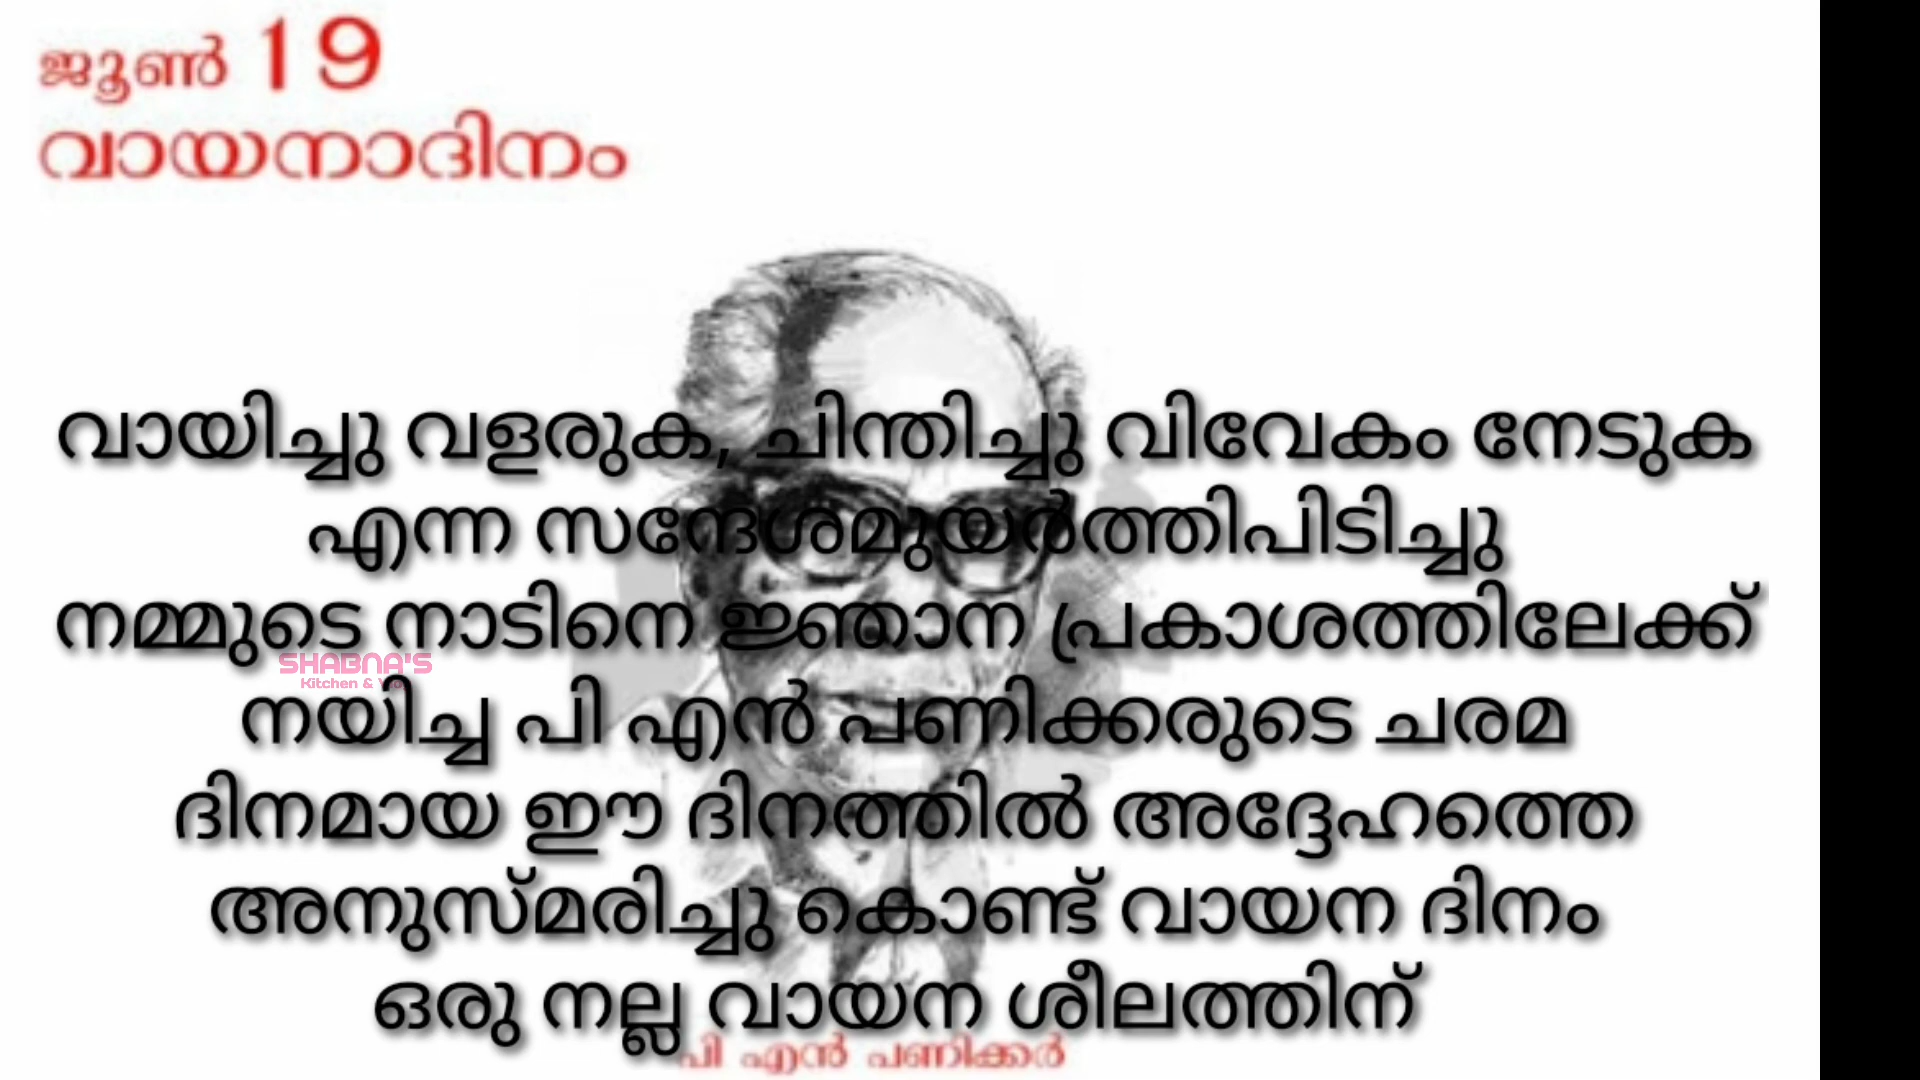 ജൂൺ 19
വായനാദിനം
വായിച്ചു വളരുക, ചിന്തിച്ചു വിവേകം നേടുക
എന്ന സന്ദേശമുയർത്തിപിടിച്ചു
നമ്മുടെ നാടിനെ ജ്ഞാന പ്രകാശത്തിലേക്ക്
SHABNA'S
Kitchen &
നയിച്ച പി എൻ പണിക്കരുടെ ചരമ
ദിനമായ ഈ ദിനത്തിൽ അദ്ദേഹത്തെ
അനുസ്മരിച്ചു കൊണ്ട് വായന ദിനം
ഒരു നല്ല വായന ശീലത്തിന്
പി എൻ പണിക്കർ